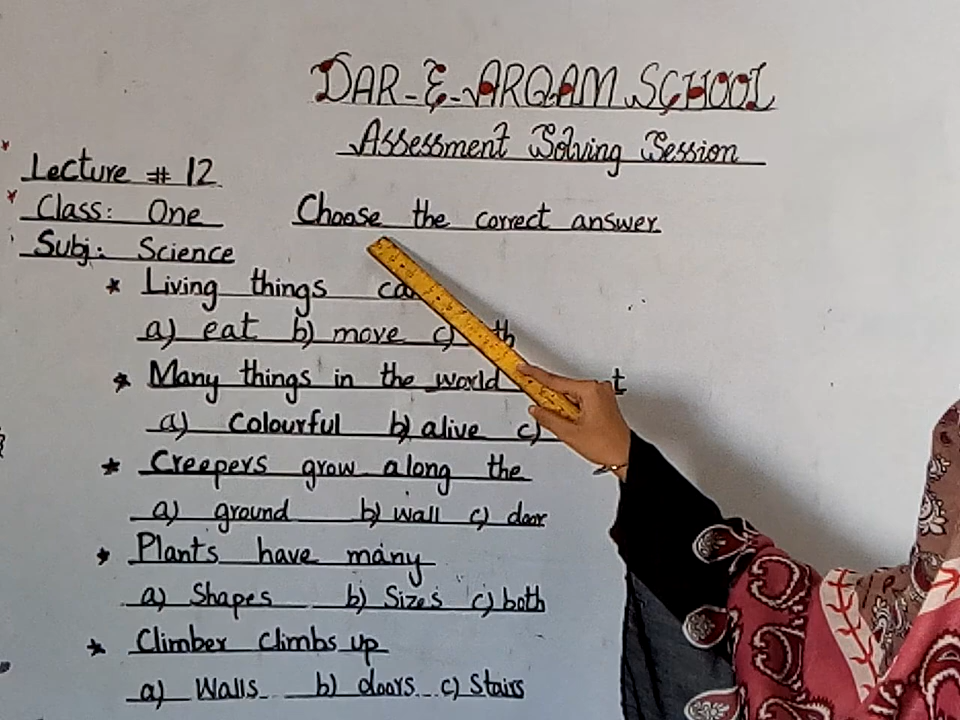 DAR-E-ARQAM SCHOOL
Assessment Solving Session
Lecture # 12
Class: One
Choose the correct answer
Subj: Science
* Living things
a) eat b) move c)
* Many things in the world
a) Colourful b) alive c)
* Creepers grow along the
a) ground b) wall c) door
* Plants have many
a) Shapes b) Sizes c) both
* Climber Climbs up
a) Walls b) doors c) Stairs